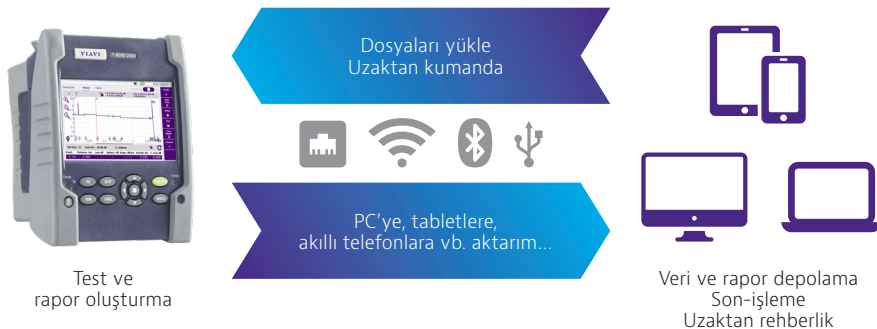 VIAVI
Dosyaları yükle
Uzaktan kumanda
PC'ye, tabletlere,
akıllı telefonlara vb. aktarım...
Test ve
rapor oluşturma
Veri ve rapor depolama
Son-işleme
Uzaktan rehberlik